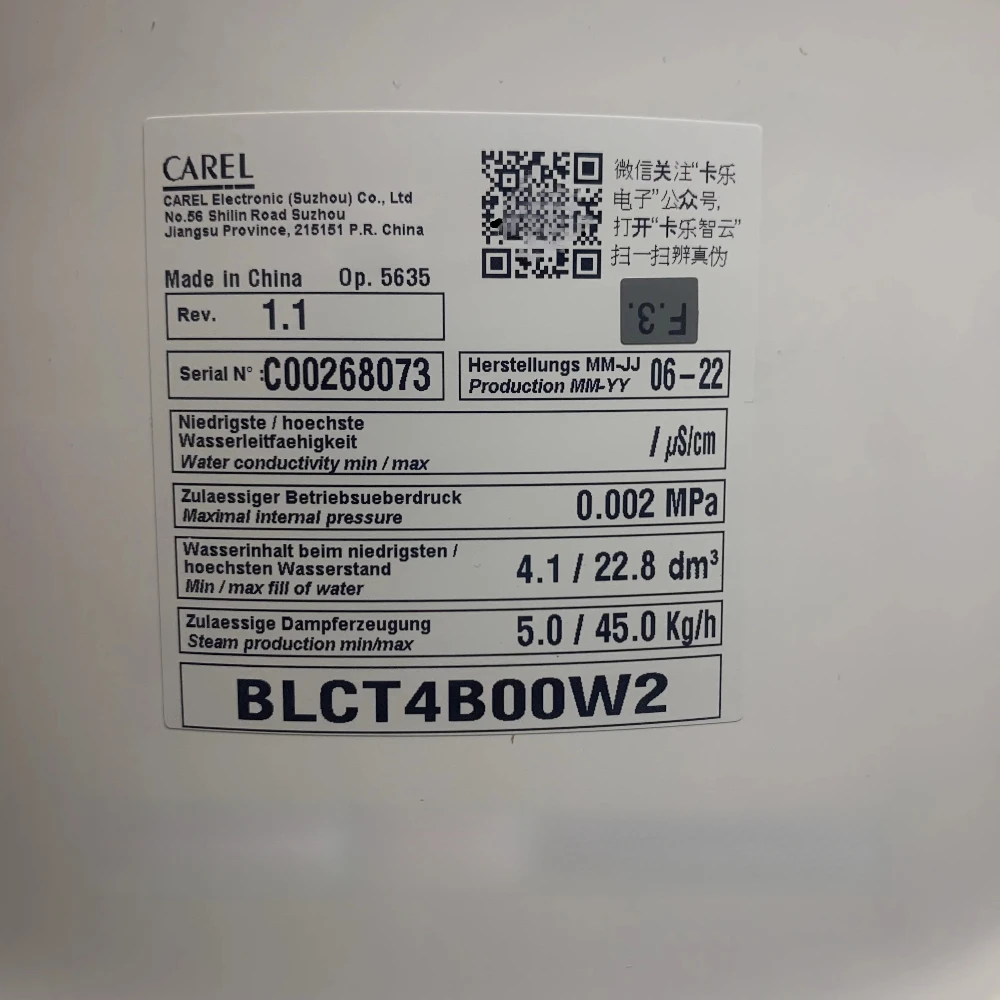 CAREL
CAREL Electronic (Suzhou) Co., Ltd
No.56 Shilin Road Suzhou
Jiangsu Province, 215151 P.R. China
微信关注“卡乐
电子”公众号,
打开“卡乐智云”
扫一扫辨真伪
Made in China Op. 5635
F.3.
Rev. 1.1
Serial N° :C00268073
Herstellungs MM-JJ
Production MM-YY
06-22
Niedrigste / hoechste
Wasserleitfaehigkeit
Water conductivity min / max
/ µS/cm
Zulaessiger Betriebsueberdruck
Maximal internal pressure
0.002 MPa
Wasserinhalt beim niedrigsten /
hoechsten Wasserstand
Min / max fill of water
4.1 / 22.8 dm³
Zulaessige Dampferzeugung
Steam production min/max
5.0 / 45.0 Kg/h
BLCT4B00W2